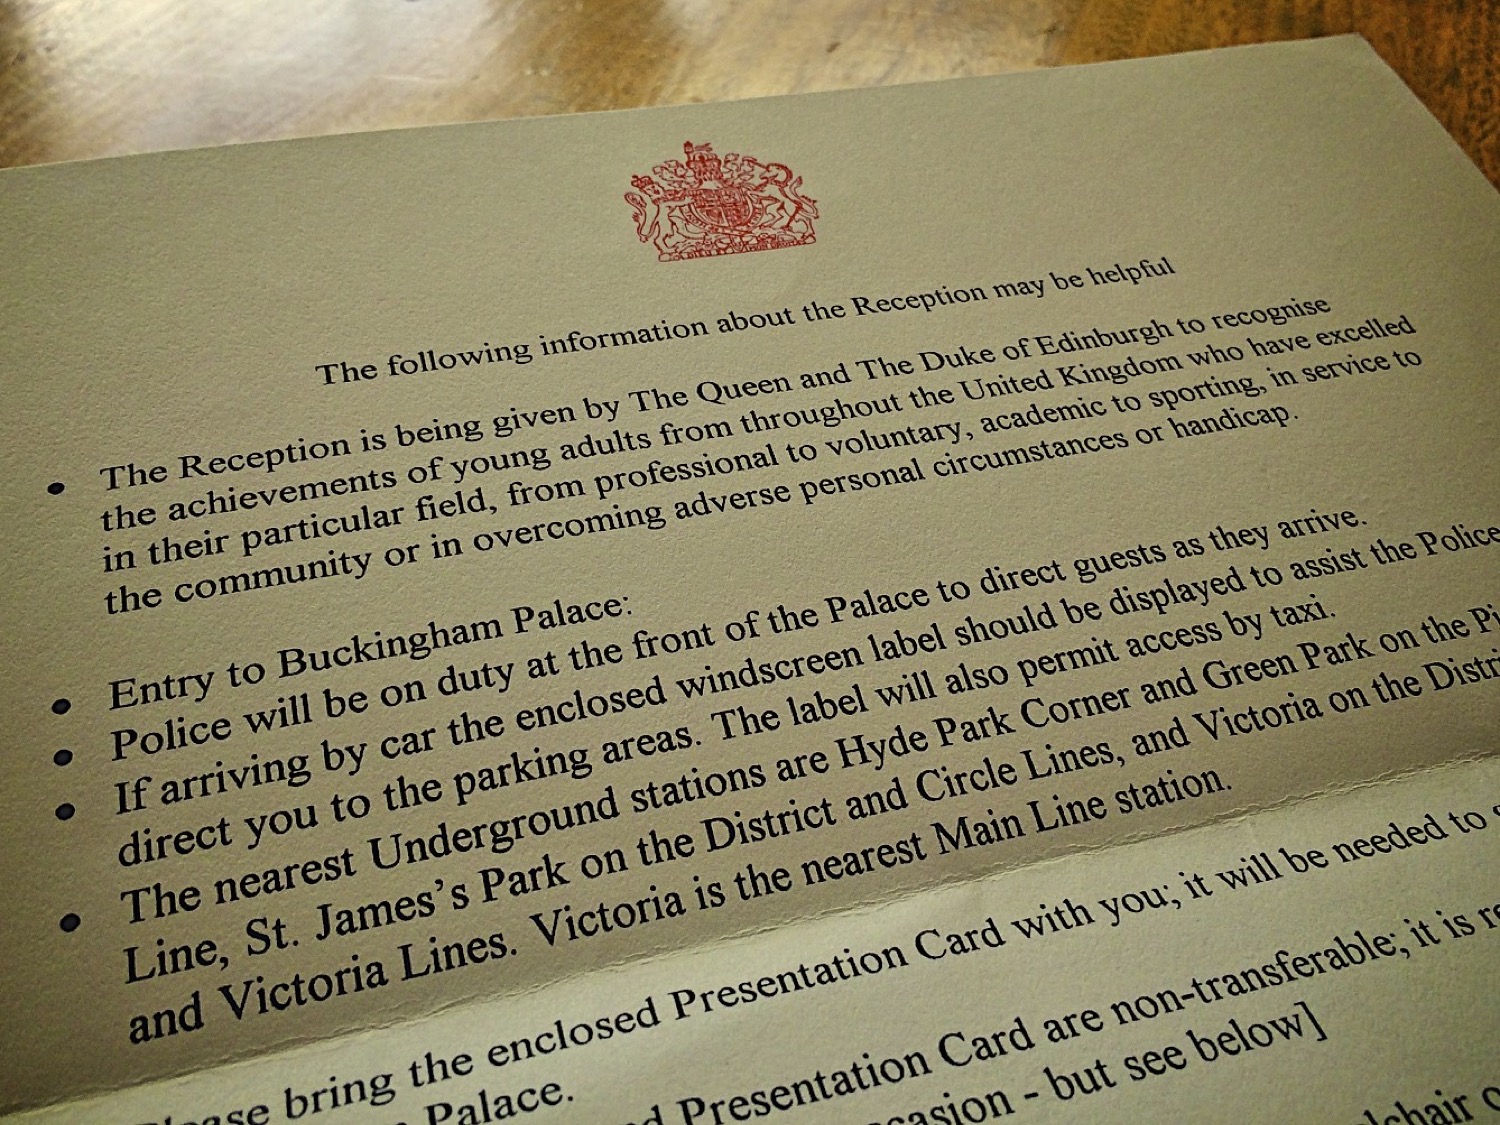 The following information about the Reception may be helpful
• The Reception is being given by The Queen and The Duke of Edinburgh to recognise
the achievements of young adults from throughout the United Kingdom who have excelled
in their particular field, from professional to voluntary, academic to sporting, in service to
the community or in overcoming adverse personal circumstances or handicap.
• Entry to Buckingham Palace:
• Police will be on duty at the front of the Palace to direct guests as they arrive.
• If arriving by car the enclosed windscreen label should be displayed to assist the Police
direct you to the parking areas. The label will also permit access by taxi.
• The nearest Underground stations are Hyde Park Corner and Green Park on the
Line, St. James's Park on the District and Circle Lines, and Victoria on the
and Victoria Lines. Victoria is the nearest Main Line station.
Please bring the enclosed Presentation Card with you; it will be needed to
Palace.
Presentation Card are non-transferable; it is
- but see below]